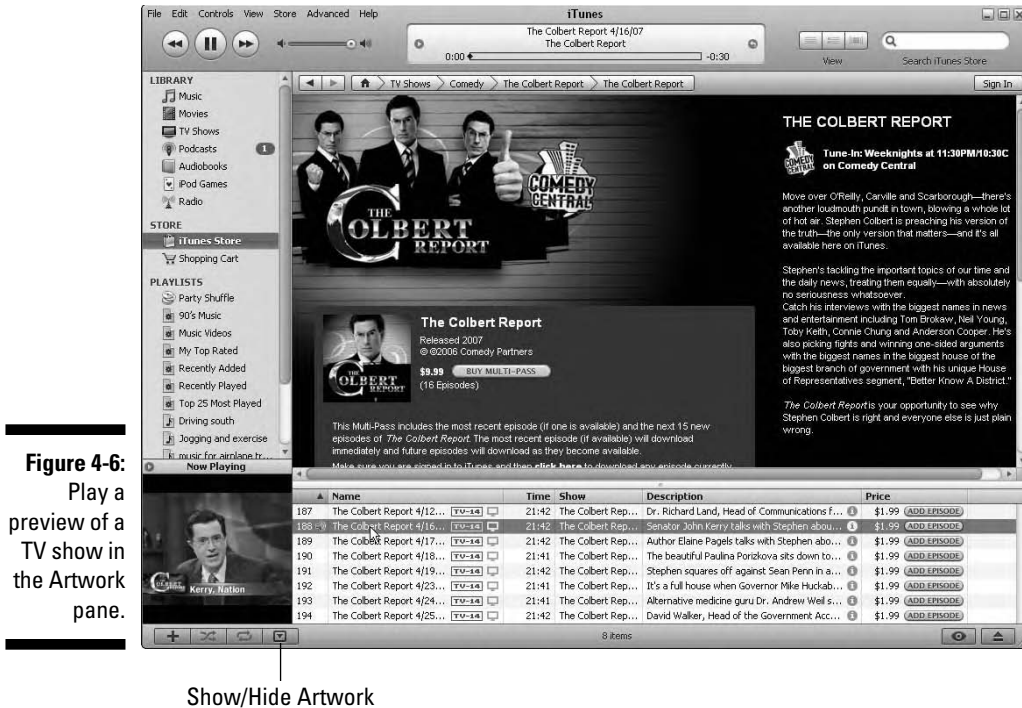 File Edit Controls View Store Advanced Help
iTunes
The Colbert Report 4/16/07
The Colbert Report
0:00
-0:30
View
Search iTunes Store
LIBRARY
Music
Movies
TV Shows
Podcasts 1
Audiobooks
iPod Games
Radio
STORE
iTunes Store
Shopping Cart
PLAYLISTS
Party Shuffle
90's Music
Music Videos
My Top Rated
Recently Added
Recently Played
Top 25 Most Played
Driving south
Jogging and exercise
music for airplane tr...
Now Playing
Kerry, Nation
TV Shows Comedy The Colbert Report The Colbert Report
Sign In
THE COLBERT REPORT
COMEDY CENTRAL
THE COLBERT REPORT
COMEDY CENTRAL
Tune-In: Weeknights at 11:30PM/10:30C
on Comedy Central
Move over O'Reilly, Carville and Scarborough—there's
another loudmouth pundit in town, blowing a whole lot
of hot air. Stephen Colbert is preaching his version of
the truth—the only version that matters—and it's all
available here on iTunes.
Stephen's tackling the important topics of our time and
the daily news, treating them equally—with absolutely
no seriousness whatsoever.
Catch his interviews with the biggest names in news
and entertainment including Tom Brokaw, Neil Young,
Toby Keith, Connie Chung and Anderson Cooper. He's
also picking fights and winning one-sided arguments
with the biggest names in the biggest house of the
biggest branch of government with his unique House
of Representatives segment, "Better Know A District."
The Colbert Report is your opportunity to see why
Stephen Colbert is right and everyone else is just plain
wrong.
COLBERT REPORT
The Colbert Report
Released 2007
© ©2006 Comedy Partners
$9.99 BUY MULTI-PASS
(16 Episodes)
This Multi-Pass includes the most recent episode (if one is available) and the next 15 new
episodes of The Colbert Report. The most recent episode (if available) will download
immediately and future episodes will download as they become available.
Make sure you are signed in to iTunes and then click here to download any episode currently
Name Time Show Description Price
187 The Colbert Report 4/12... TV-14 21:42 The Colbert Rep... Dr. Richard Land, Head of Communications f... $1.99 ADD EPISODE
188 The Colbert Report 4/16... TV-14 21:42 The Colbert Rep... Senator John Kerry talks with Stephen abou... $1.99 ADD EPISODE
189 The Colbert Report 4/17... TV-14 21:42 The Colbert Rep... Author Elaine Pagels talks with Stephen abo... $1.99 ADD EPISODE
190 The Colbert Report 4/18... TV-14 21:41 The Colbert Rep... The beautiful Paulina Porizkova sits down to... $1.99 ADD EPISODE
191 The Colbert Report 4/19... TV-14 21:42 The Colbert Rep... Stephen squares off against Sean Penn in a... $1.99 ADD EPISODE
192 The Colbert Report 4/23... TV-14 21:41 The Colbert Rep... It's a full house when Governor Mike Huckab... $1.99 ADD EPISODE
193 The Colbert Report 4/24... TV-14 21:41 The Colbert Rep... Alternative medicine guru Dr. Andrew Weil s... $1.99 ADD EPISODE
194 The Colbert Report 4/25... TV-14 21:42 The Colbert Rep... David Walker, Head of the Government Acc... $1.99 ADD EPISODE
8 items
Figure 4-6:
Play a
preview of a
TV show in
the Artwork
pane.
Show/Hide Artwork